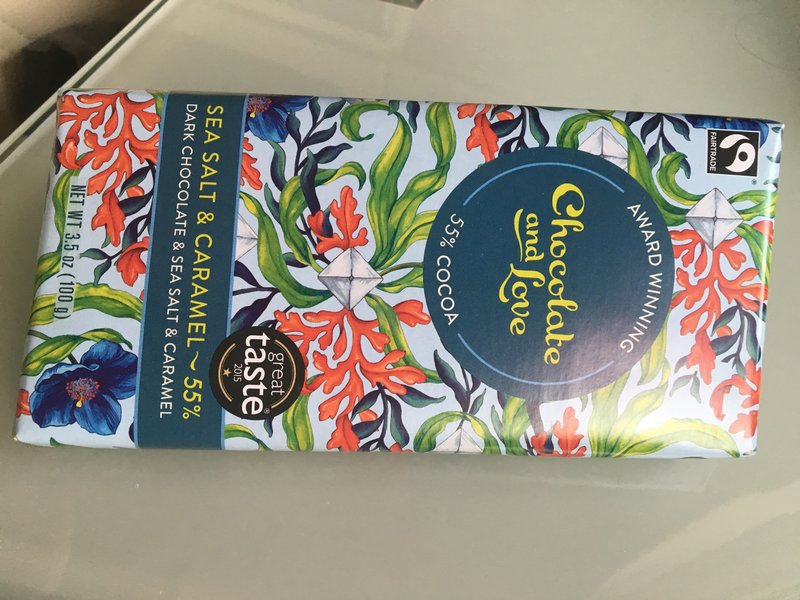 FAIRTRADE
®
AWARD WINNING
Chocolate
and Love
55% COCOA
great
taste®
2015
SEA SALT & CARAMEL ~ 55%
DARK CHOCOLATE & SEA SALT & CARAMEL
NET WT 3.5 oz (100 g)